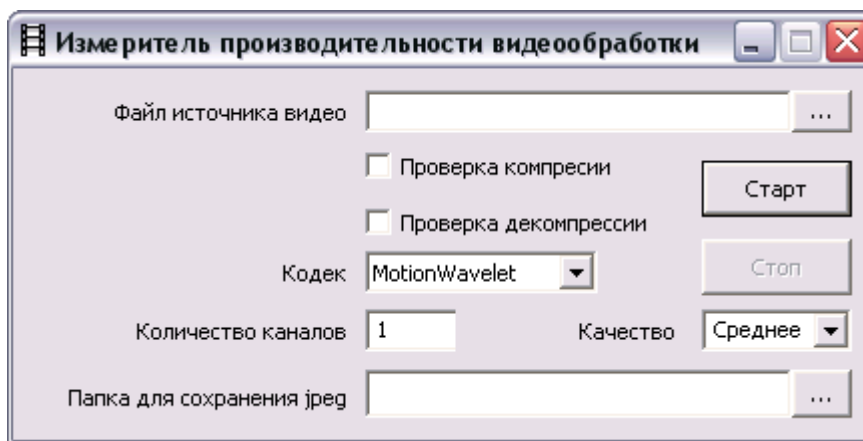 Измеритель производительности видеообработки
Файл источника видео ...
Проверка компресии
Старт
Проверка декомпрессии
Кодек MotionWavelet Стоп
Количество каналов 1 Качество Среднее
Папка для сохранения jpeg ...